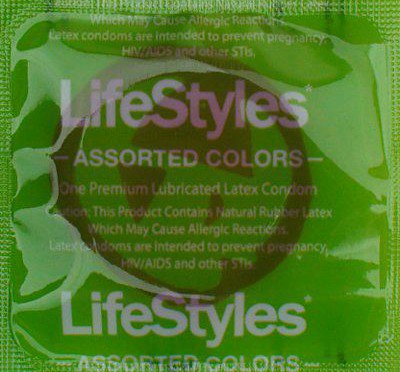 Which May Cause Allergic Reactions.
Latex condoms are intended to prevent pregnancy,
HIV/AIDS and other STIs.
LifeStyles*
– ASSORTED COLORS –
One Premium Lubricated Latex Condom
Caution: This Product Contains Natural Rubber Latex
Which May Cause Allergic Reactions.
Latex condoms are intended to prevent pregnancy,
HIV/AIDS and other STIs.
LifeStyles*
– ASSORTED COLORS –